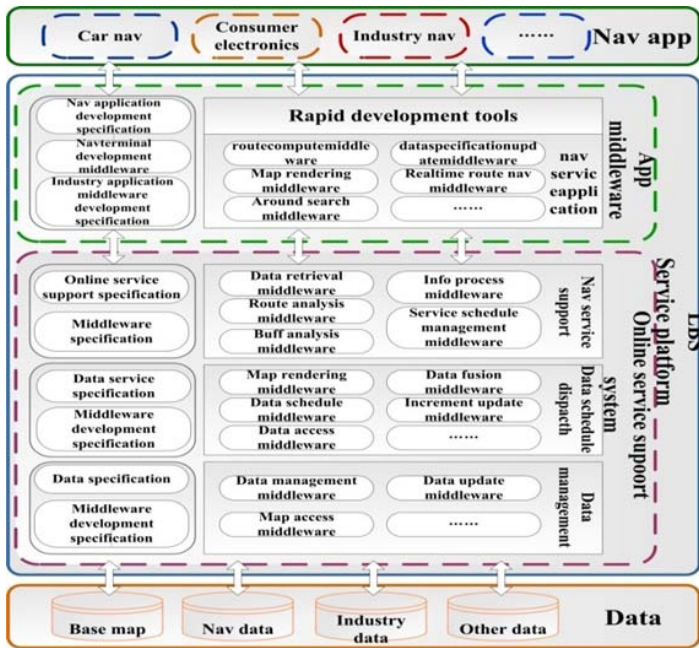 Car nav
Consumer
electronics
Industry nav
......
Nav app
Nav application
development
specification
Navterminal
development
middleware
Industry application
middleware
development
specification
Rapid development tools
routecomputemiddle
ware
Map rendering
middleware
Around search
middleware
dataspecificationupd
atemiddleware
Realtime route nav
middleware
......
nav
servic
eappli
cation
App
middleware
Online service
support specification
Middleware
specification
Data retrieval
middleware
Route analysis
middleware
Buff analysis
middleware
Info process
middleware
Service schedule
management middleware
Nav service
support
Data service
specification
Middleware
development
specification
Map rendering
middleware
Data schedule
middleware
Data access
middleware
Data fusion
middleware
Increment update
middleware
......
Data schedule
dispacth
system
Data specification
Middleware
development
specification
Data management
middleware
Map access
middleware
Data update
middleware
......
Data
management
Online service support
Service platform
LBS
Base map
Nav data
Industry
data
Other data
Data